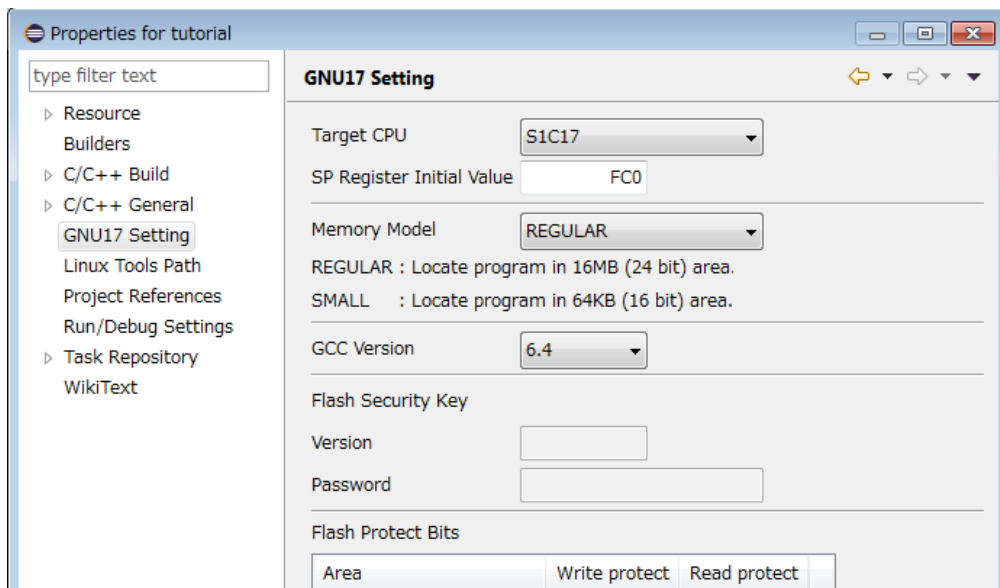 Properties for tutorial
type filter text
GNU17 Setting
Resource
Builders
C/C++ Build
C/C++ General
GNU17 Setting
Linux Tools Path
Project References
Run/Debug Settings
Task Repository
WikiText
Target CPU S1C17
SP Register Initial Value FC0
Memory Model REGULAR
REGULAR : Locate program in 16MB (24 bit) area.
SMALL : Locate program in 64KB (16 bit) area.
GCC Version 6.4
Flash Security Key
Version
Password
Flash Protect Bits
Area Write protect Read protect